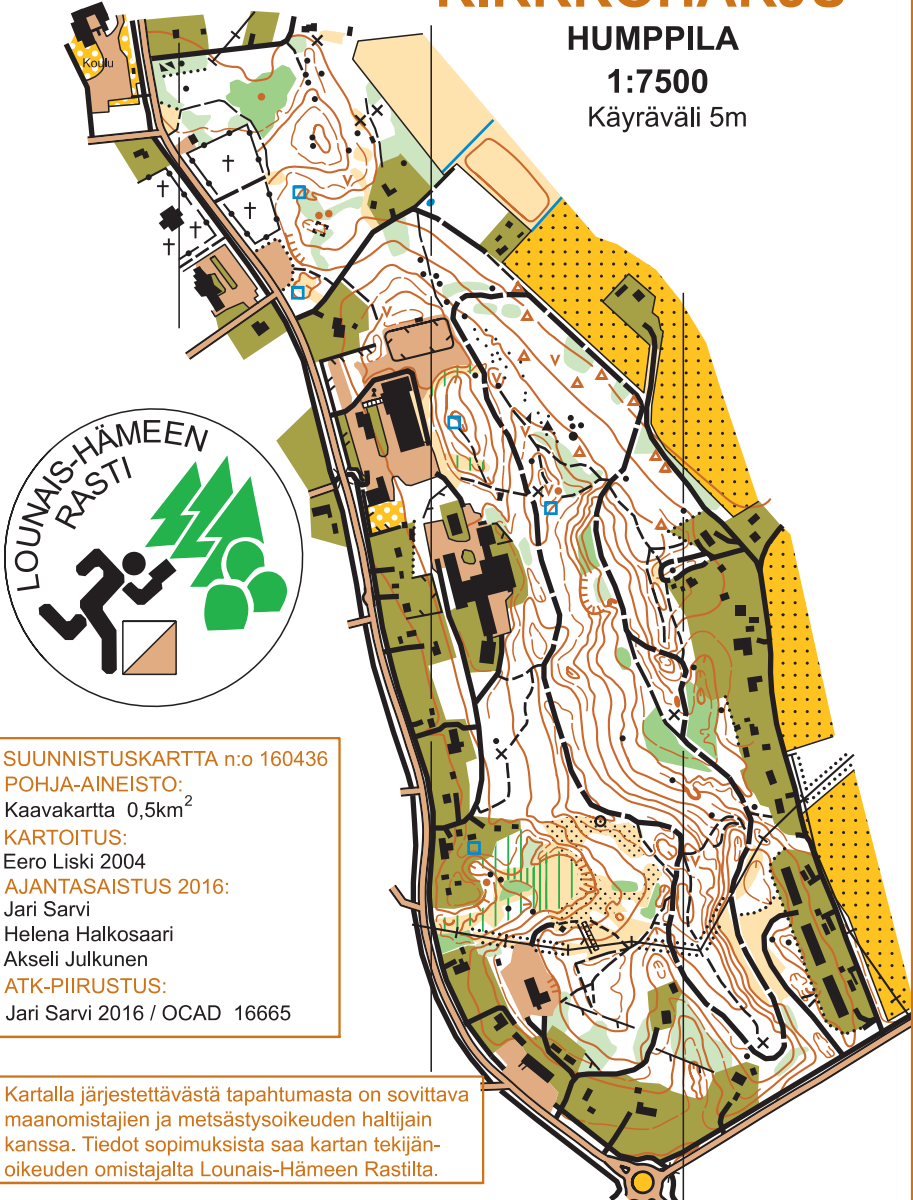 KIRKKOHARJU
HUMPPILA
1:7500
Käyräväli 5m
Koulu
LOUNAIS-HÄMEEN
RASTI
SUUNNISTUSKARTTA n:o 160436
POHJA-AINEISTO:
Kaavakartta 0,5km²
KARTOITUS:
Eero Liski 2004
AJANTASAISTUS 2016:
Jari Sarvi
Helena Halkosaari
Akseli Julkunen
ATK-PIIRUSTUS:
Jari Sarvi 2016 / OCAD 16665
Kartalla järjestettävästä tapahtumasta on sovittava
maanomistajien ja metsästysoikeuden haltijain
kanssa. Tiedot sopimuksista saa kartan tekijän-
oikeuden omistajalta Lounais-Hämeen Rastilta.